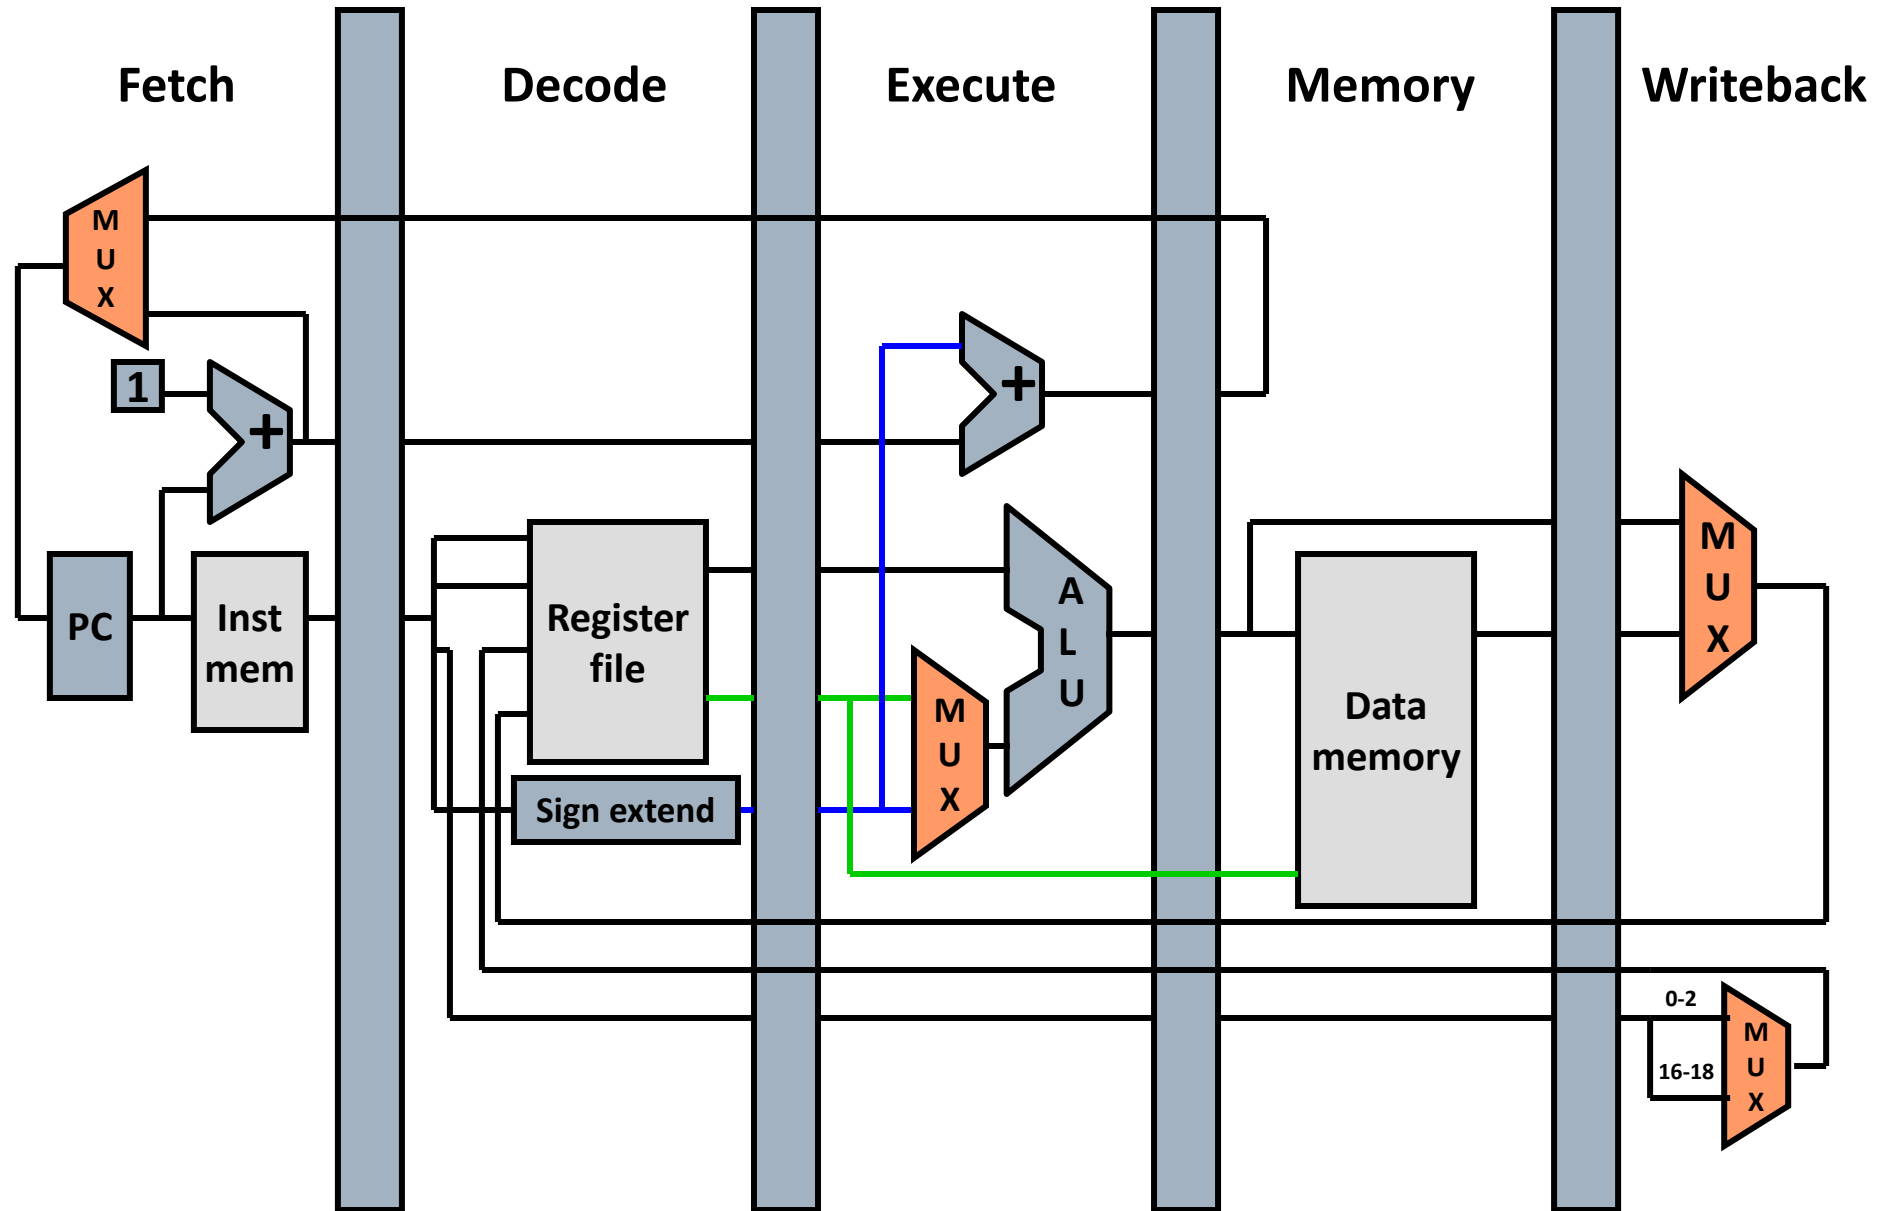 Fetch
Decode
Execute
Memory
Writeback
M
U
X
1
+
+
PC
Inst
mem
Register
file
Sign extend
M
U
X
A
L
U
Data
memory
M
U
X
0-2
16-18
M
U
X